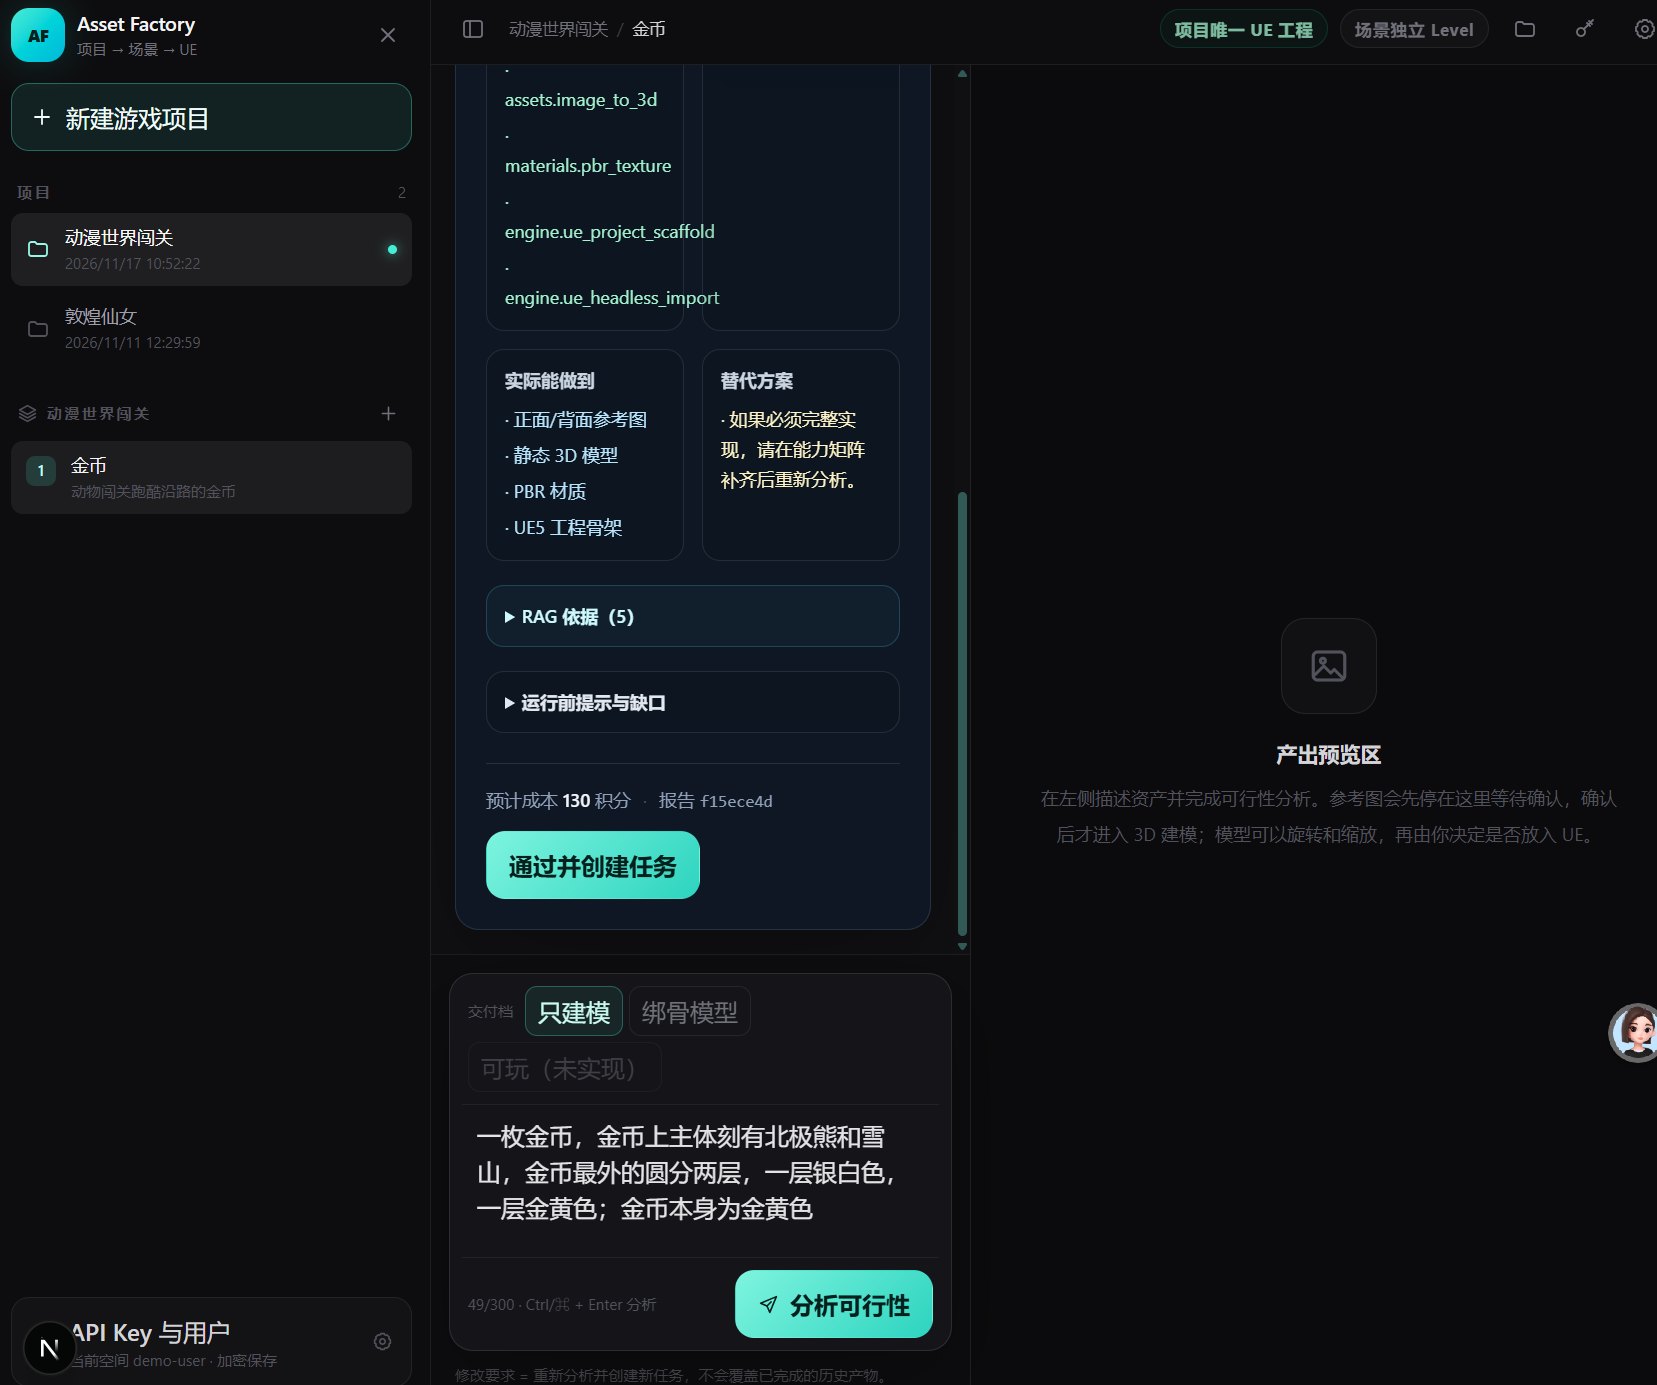 AF
Asset Factory
项目 → 场景 → UE
+ 新建游戏项目
项目 2
动漫世界闯关
2026/11/17 10:52:22
敦煌仙女
2026/11/11 12:29:59
动漫世界闯关 +
1 金币
动物闯关跑酷沿路的金币
N
API Key 与用户
当前空间 demo-user · 加密保存
动漫世界闯关 / 金币
项目唯一 UE 工程
场景独立 Level
·
assets.image_to_3d
·
materials.pbr_texture
·
engine.ue_project_scaffold
·
engine.ue_headless_import
实际能做到
· 正面/背面参考图
· 静态 3D 模型
· PBR 材质
· UE5 工程骨架
替代方案
· 如果必须完整实
现，请在能力矩阵
补齐后重新分析。
▶ RAG 依据（5）
▶ 运行前提示与缺口
预计成本 130 积分 · 报告 f15ece4d
通过并创建任务
交付档 只建模 绑骨模型
可玩（未实现）
一枚金币，金币上主体刻有北极熊和雪
山，金币最外的圆分两层，一层银白色，
一层金黄色；金币本身为金黄色
49/300 · Ctrl/⌘ + Enter 分析
分析可行性
修改要求 = 重新分析并创建新任务，不会覆盖已完成的历史产物。
产出预览区
在左侧描述资产并完成可行性分析。参考图会先停在这里等待确认，确认
后才进入 3D 建模；模型可以旋转和缩放，再由你决定是否放入 UE。